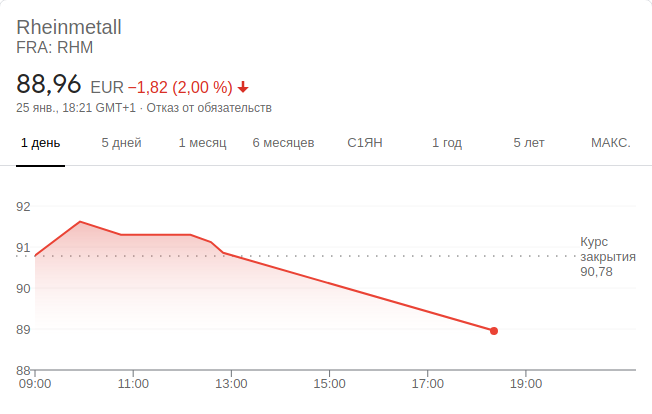 Rheinmetall
FRA: RHM
88,96 EUR −1,82 (2,00 %)
25 янв., 18:21 GMT+1 · Отказ от обязательств
1 день 5 дней 1 месяц 6 месяцев С1ЯН 1 год 5 лет МАКС.
92
91
90
89
88
Курс
закрытия
90,78
09:00 11:00 13:00 15:00 17:00 19:00